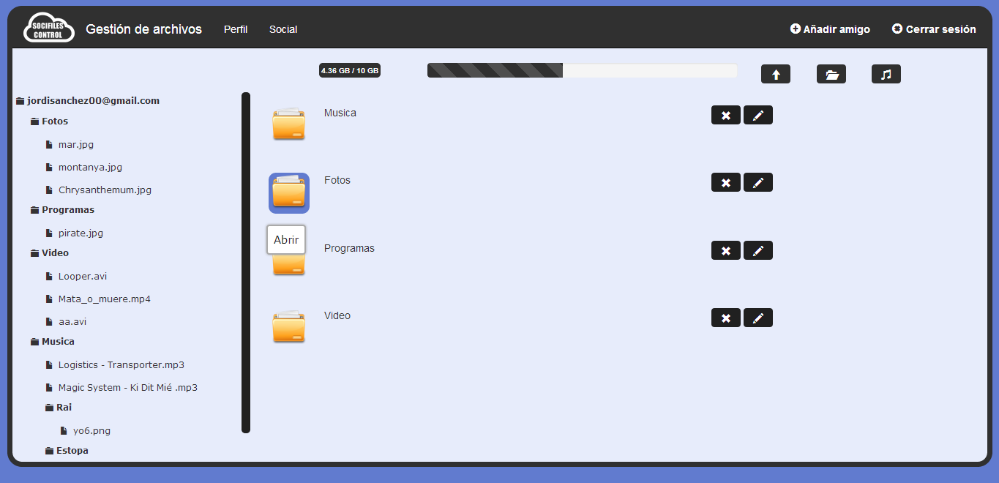 SOCIFILES
CONTROL
Gestión de archivos Perfil Social Añadir amigo Cerrar sesión
4.36 GB / 10 GB
jordisanchez00@gmail.com
Fotos
mar.jpg
montanya.jpg
Chrysanthemum.jpg
Programas
pirate.jpg
Video
Looper.avi
Mata_o_muere.mp4
aa.avi
Musica
Logistics - Transporter.mp3
Magic System - Ki Dit Mié .mp3
Rai
yo6.png
Estopa
Musica
Fotos
Abrir
Programas
Video